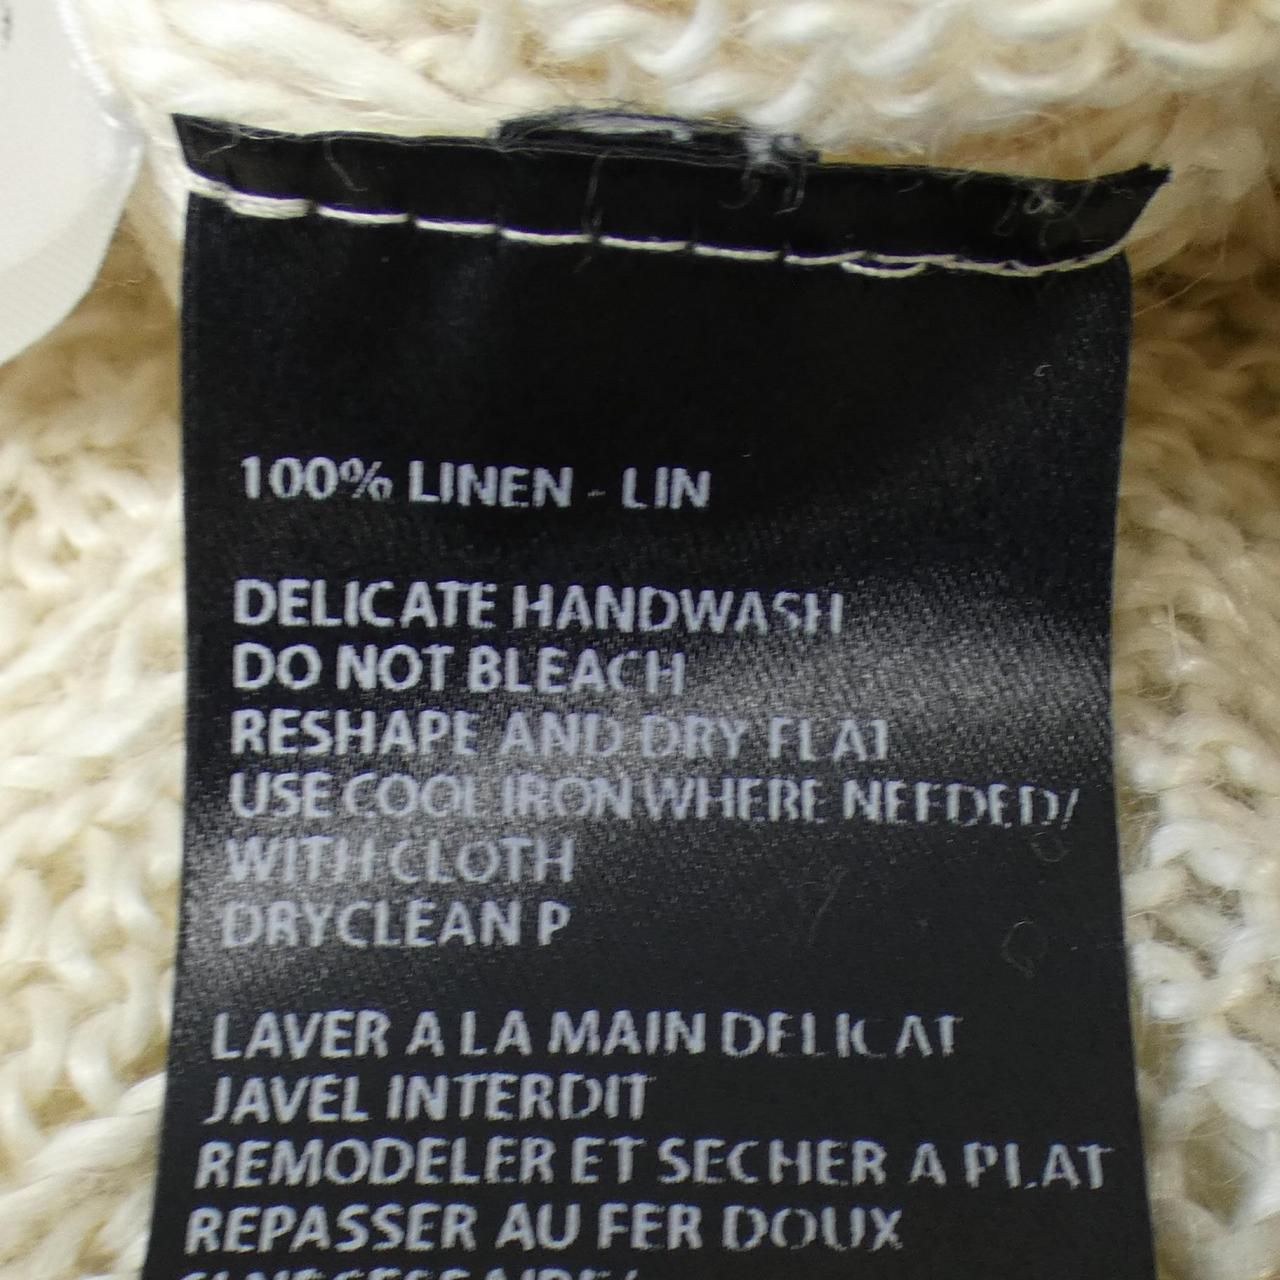 100% LINEN - LIN
DELICATE HANDWASH
DO NOT BLEACH
RESHAPE AND DRY FLAT
USE COOL IRON WHERE NEEDED/
WITH CLOTH
DRYCLEAN P
LAVER A LA MAIN DELICAT
JAVEL INTERDIT
REMODELER ET SECHER A PLAT
REPASSER AU FER DOUX